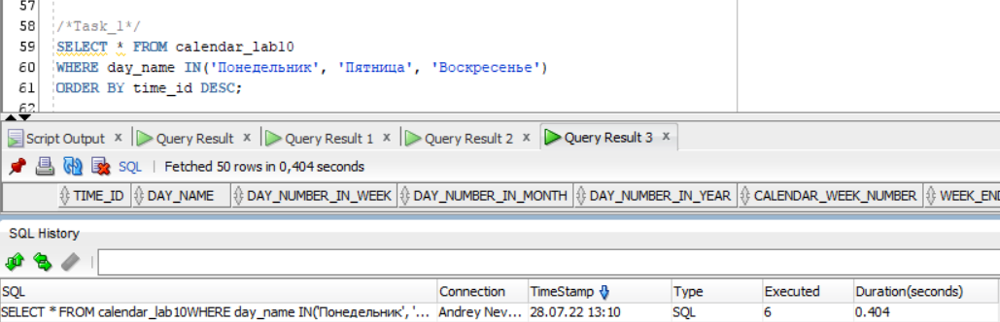 57
58 /*Task_1*/
59 SELECT * FROM calendar_lab10
60 WHERE day_name IN('Понедельник', 'Пятница', 'Воскресенье')
61 ORDER BY time_id DESC;
62
Script Output x Query Result x Query Result 1 x Query Result 2 x Query Result 3 x
SQL | Fetched 50 rows in 0,404 seconds
TIME_ID DAY_NAME DAY_NUMBER_IN_WEEK DAY_NUMBER_IN_MONTH DAY_NUMBER_IN_YEAR CALENDAR_WEEK_NUMBER WEEK_EN
SQL History
SQL Connection TimeStamp Type Executed Duration(seconds)
SELECT * FROM calendar_lab10WHERE day_name IN('Понедельник', '... Andrey Nev... 28.07.22 13:10 SQL 6 0.404